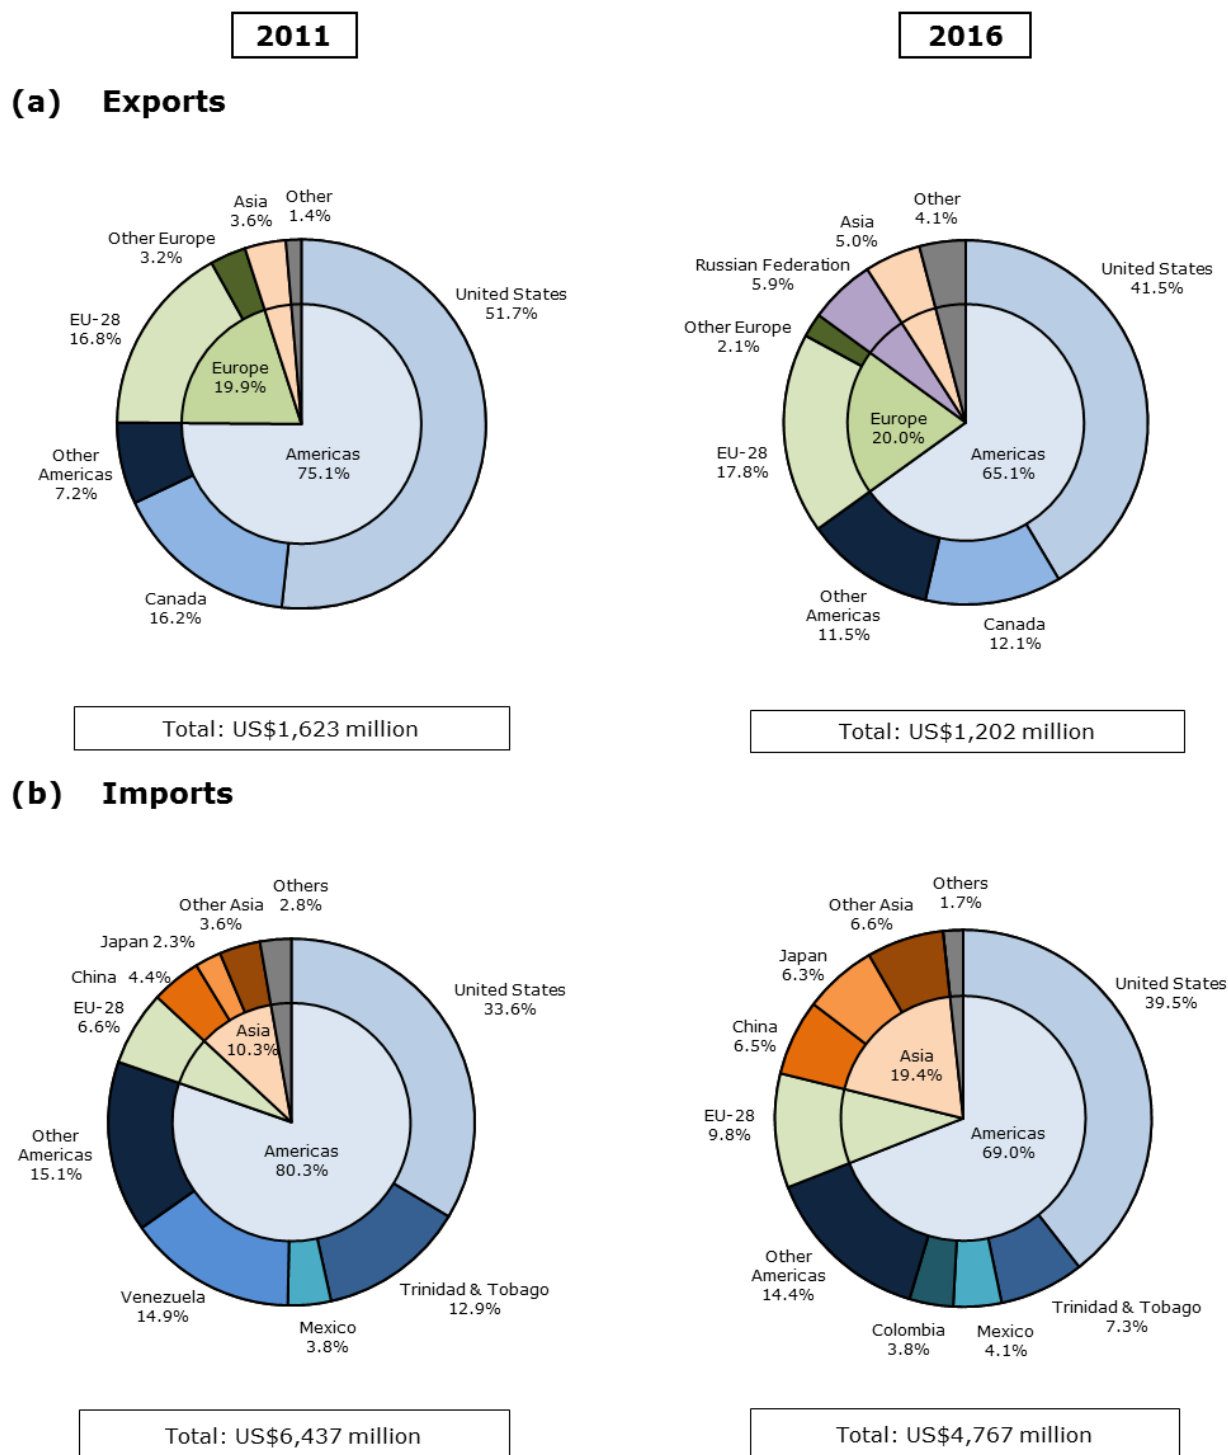 2011
2016
(a) Exports
Other
1.4%
Asia
3.6%
Other Europe
3.2%
EU-28
16.8%
Europe
19.9%
United States
51.7%
Americas
75.1%
Other
Americas
7.2%
Canada
16.2%
Total: US$1,623 million
Other
4.1%
Asia
5.0%
Russian Federation
5.9%
Other Europe
2.1%
United States
41.5%
Europe
20.0%
EU-28
17.8%
Americas
65.1%
Other
Americas
11.5%
Canada
12.1%
Total: US$1,202 million
(b) Imports
Others
2.8%
Other Asia
3.6%
Japan 2.3%
China 4.4%
EU-28
6.6%
Asia
10.3%
United States
33.6%
Other
Americas
15.1%
Americas
80.3%
Venezuela
14.9%
Mexico
3.8%
Trinidad & Tobago
12.9%
Total: US$6,437 million
Others
1.7%
Other Asia
6.6%
Japan
6.3%
China
6.5%
United States
39.5%
Asia
19.4%
EU-28
9.8%
Americas
69.0%
Other
Americas
14.4%
Colombia
3.8%
Mexico
4.1%
Trinidad & Tobago
7.3%
Total: US$4,767 million